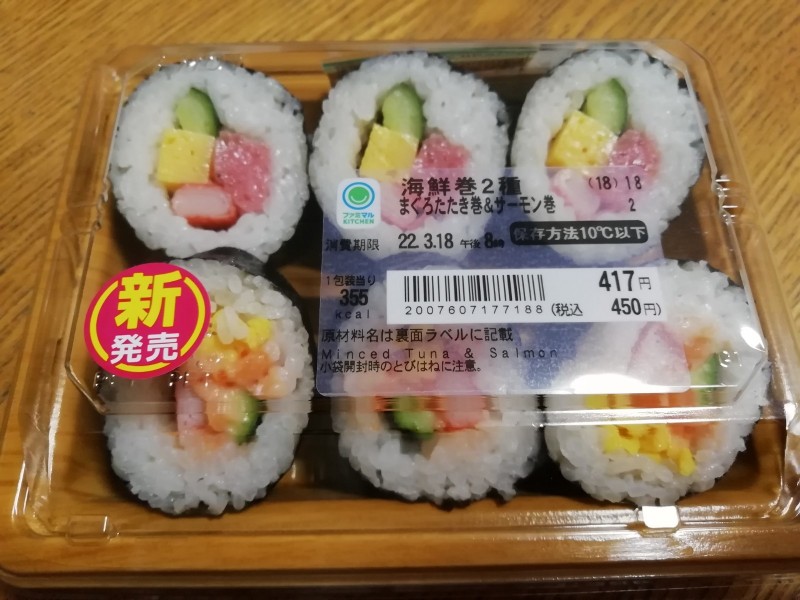 海鮮巻2種 (18) 18
まぐろたたき巻&サーモン巻 2
ファミマル
KITCHEN
消費期限 22.3.18 午後8時 保存方法10℃以下
1包装当り
355
kcal
417円
2007607177188 (税込 450円)
原材料名は裏面ラベルに記載
Minced Tuna & Salmon
小袋開封時のとびはねに注意。
新
発売